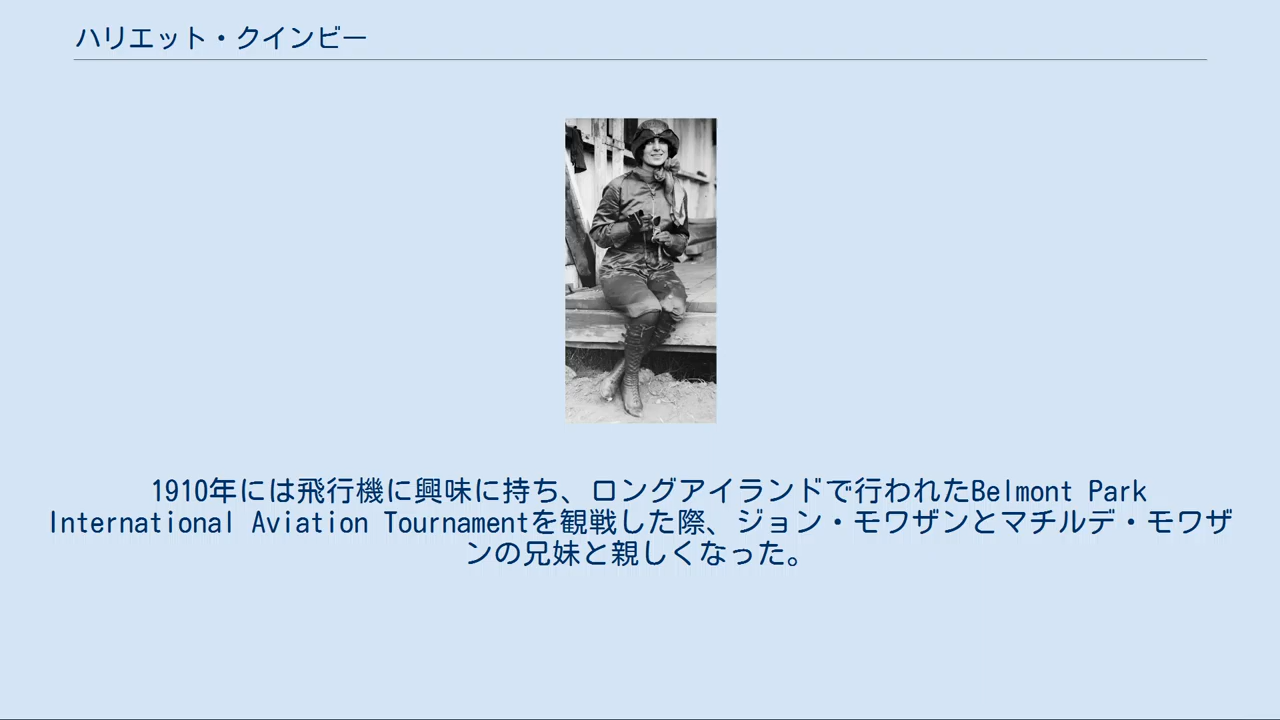 ハリエット・クインビー
1910年には飛行機に興味に持ち、ロングアイランドで行われたBelmont Park
International Aviation Tournamentを観戦した際、ジョン・モワザンとマチルデ・モワザ
ンの兄妹と親しくなった。